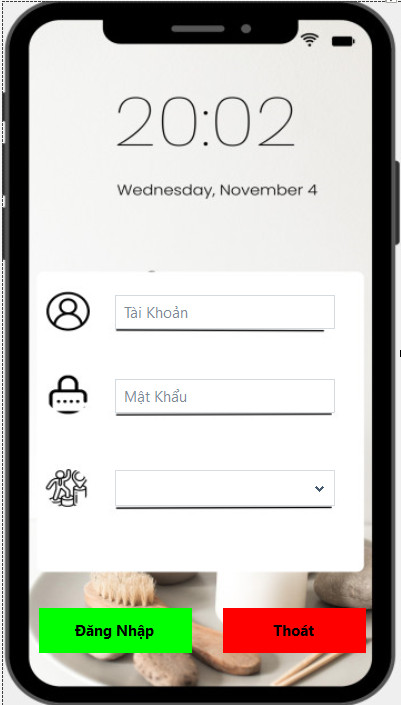 20:02
Wednesday, November 4
Tài Khoản
Mật Khẩu
Đăng Nhập
Thoát